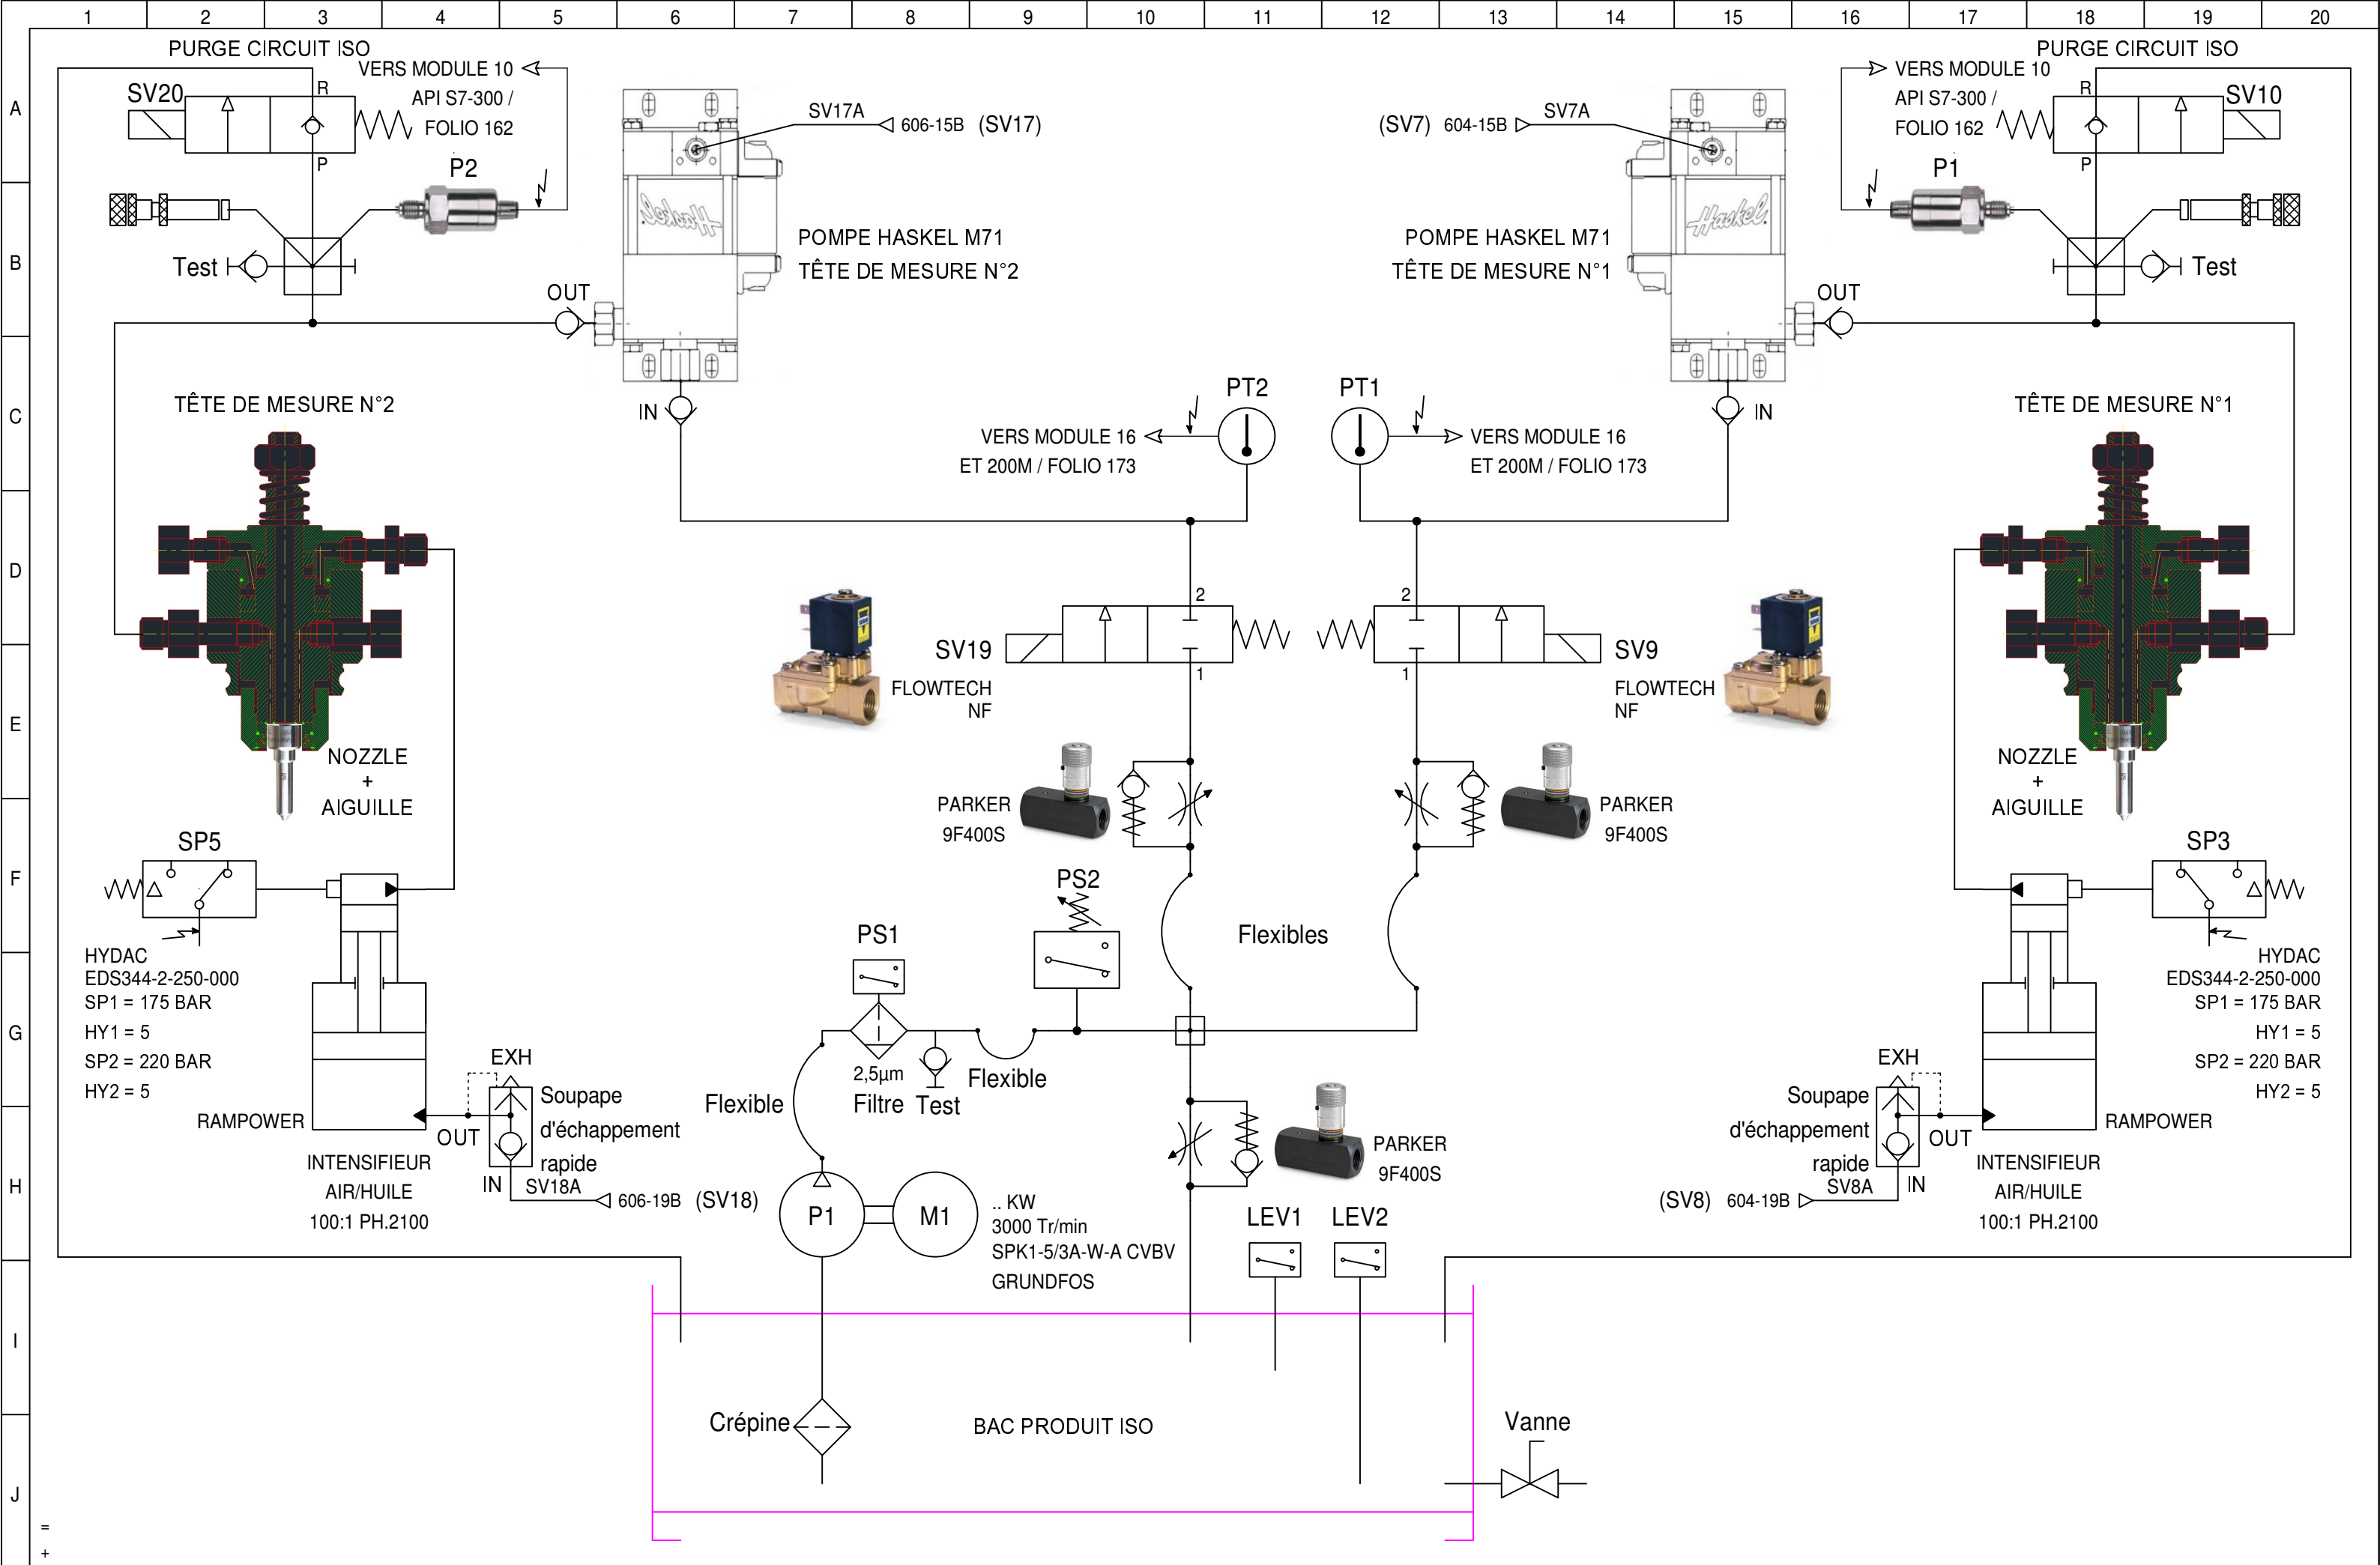 1 2 3 4 5 6 7 8 9 10 11 12 13 14 15 16 17 18 19 20
A
B
C
D
E
F
G
H
I
J
=
+
PURGE CIRCUIT ISO
VERS MODULE 10
API S7-300 /
FOLIO 162
SV20
R
P
P2
Test
OUT
SV17A
606-15B (SV17)
Haskel
POMPE HASKEL M71
TÊTE DE MESURE N°2
IN
(SV7) 604-15B
SV7A
Haskel
POMPE HASKEL M71
TÊTE DE MESURE N°1
OUT
IN
PURGE CIRCUIT ISO
VERS MODULE 10
API S7-300 /
FOLIO 162
R
SV10
P
P1
Test
TÊTE DE MESURE N°2
NOZZLE
+
AIGUILLE
PT2
VERS MODULE 16
ET 200M / FOLIO 173
PT1
VERS MODULE 16
ET 200M / FOLIO 173
TÊTE DE MESURE N°1
NOZZLE
+
AIGUILLE
2
SV19
1
FLOWTECH
NF
2
SV9
1
FLOWTECH
NF
PARKER
9F400S
PARKER
9F400S
SP5
HYDAC
EDS344-2-250-000
SP1 = 175 BAR
HY1 = 5
SP2 = 220 BAR
HY2 = 5
RAMPOWER
INTENSIFIEUR
AIR/HUILE
100:1 PH.2100
EXH
Soupape
d'échappement
rapide
OUT
IN
SV18A
606-19B (SV18)
PS2
PS1
Flexibles
2,5µm
Filtre
Test
Flexible
Flexible
P1
M1
.. KW
3000 Tr/min
SPK1-5/3A-W-A CVBV
GRUNDFOS
PARKER
9F400S
LEV1
LEV2
SP3
HYDAC
EDS344-2-250-000
SP1 = 175 BAR
HY1 = 5
SP2 = 220 BAR
HY2 = 5
EXH
Soupape
d'échappement
rapide
OUT
SV8A
IN
(SV8) 604-19B
RAMPOWER
INTENSIFIEUR
AIR/HUILE
100:1 PH.2100
Crépine
BAC PRODUIT ISO
Vanne